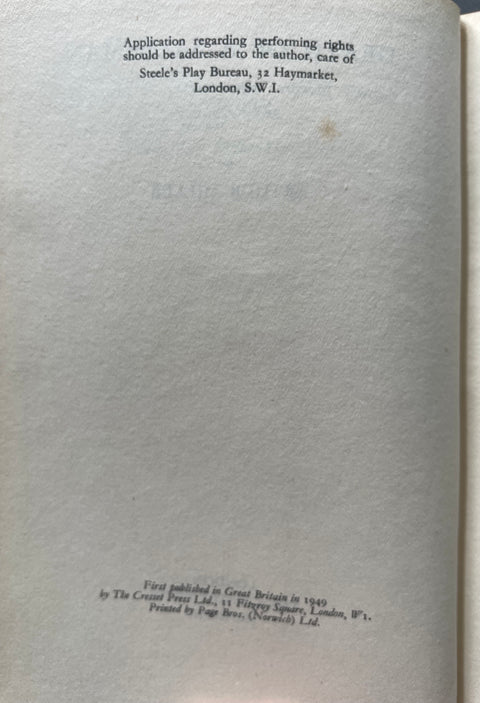 Application regarding performing rights
should be addressed to the author, care of
Steele's Play Bureau, 32 Haymarket,
London, S.W.I.
First published in Great Britain in 1949
by The Cresset Press Ltd., 11 Fitzroy Square, London, W1.
Printed by Page Bros. (Norwich) Ltd.